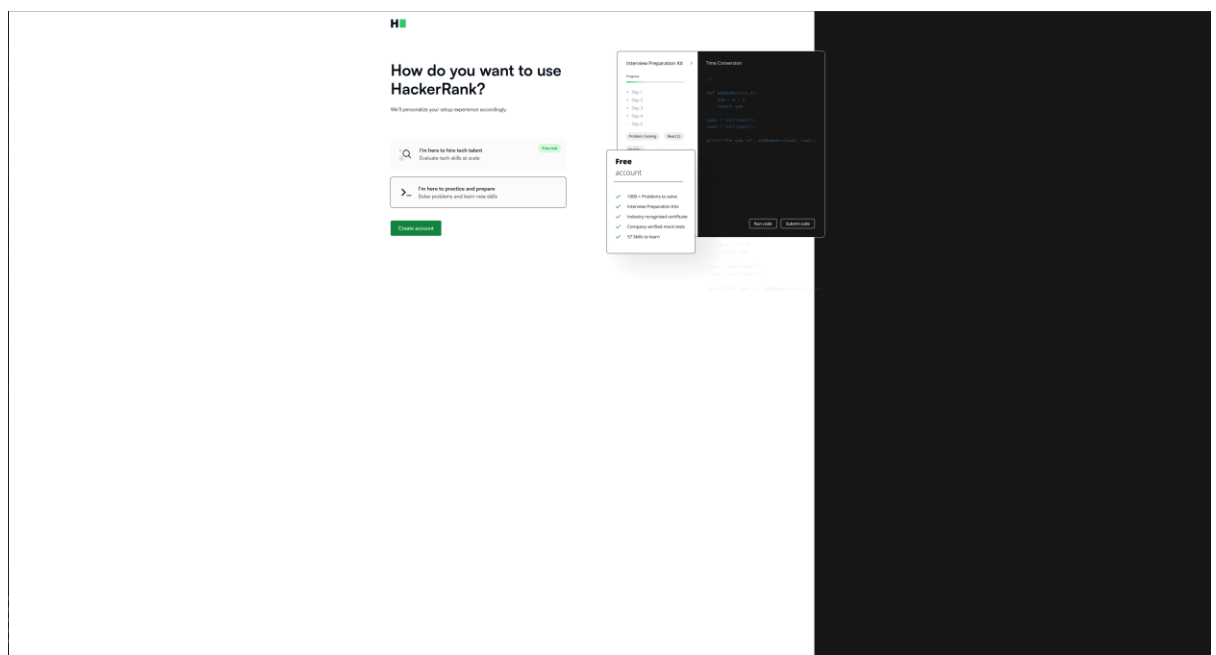 H
How do you want to use
HackerRank?
We'll personalize your setup experience accordingly.
I'm here to hire tech talent
Evaluate tech skills at scale
Free trial
I'm here to practice and prepare
Solve problems and learn new skills
Create account
Interview Preparation Kit
Progress
Day 1
Day 2
Day 3
Day 4
Day 5
Problem Solving
ReactJS
Free
account
1000 + Problems to solve
Interview Preparation Kits
Industry recognised certificate
Company verified mock tests
57 Skills to learn
Time Conversion
Run code
Submit code